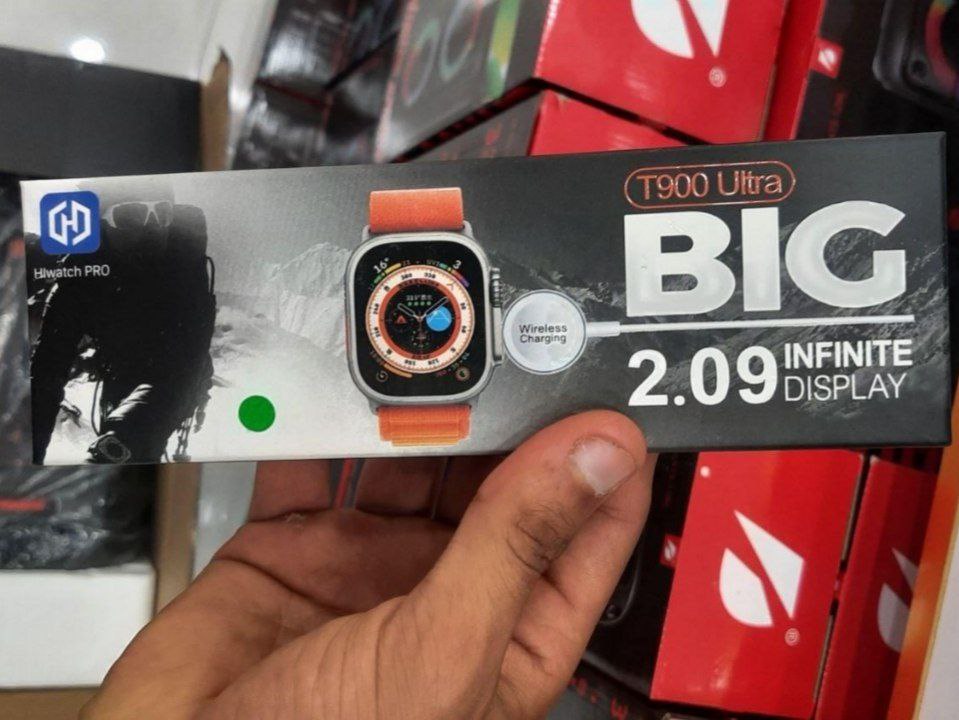 HIwatch PRO
T900 Ultra
BIG
Wireless
Charging
2.09 INFINITE
DISPLAY